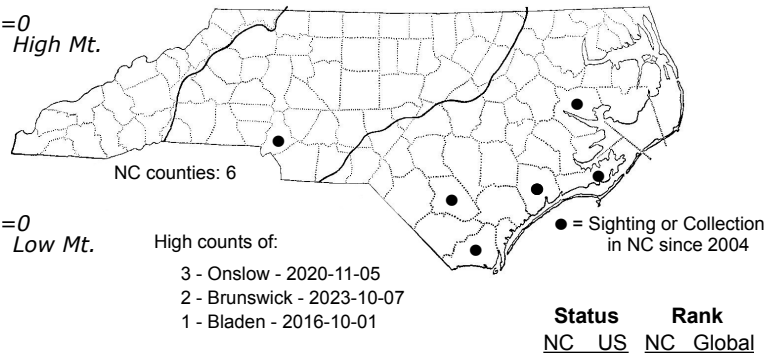 =0
High Mt.
NC counties: 6
=0
Low Mt.
High counts of:
3 - Onslow - 2020-11-05
2 - Brunswick - 2023-10-07
1 - Bladen - 2016-10-01
● = Sighting or Collection
in NC since 2004
Status Rank
NC US NC Global